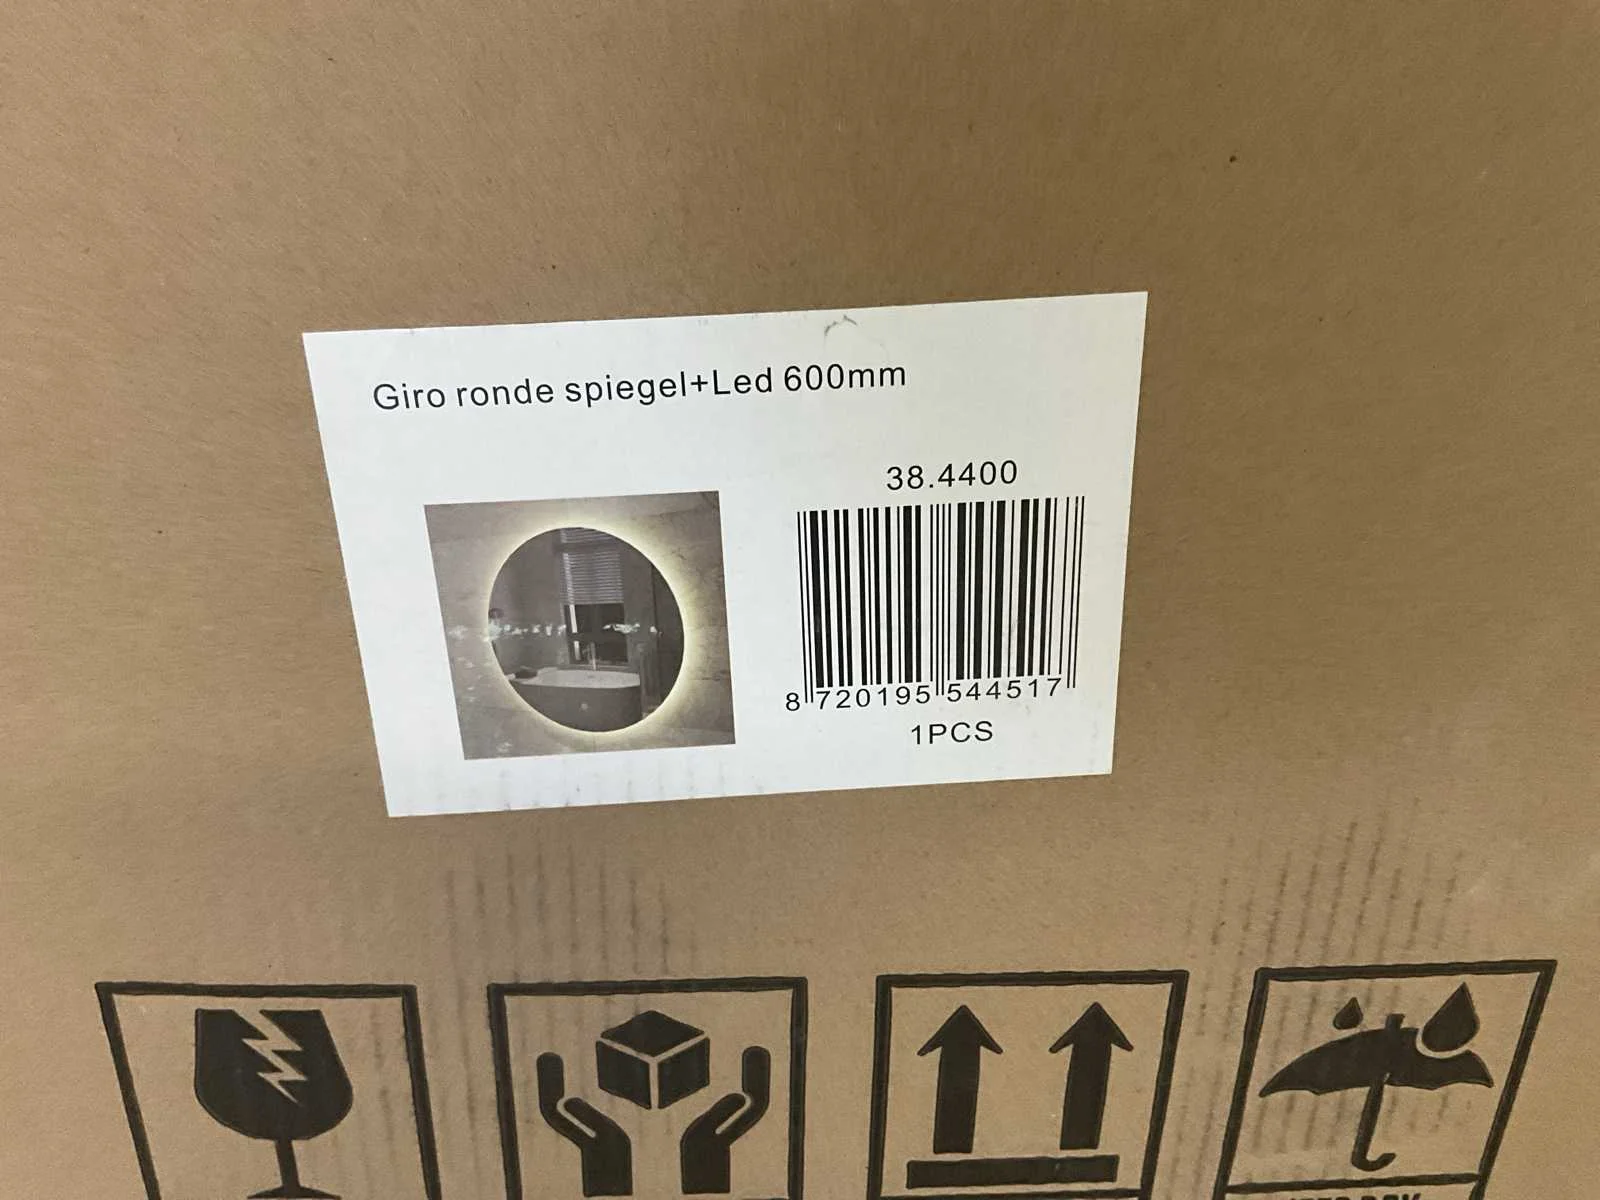 Giro ronde spiegel+Led 600mm
38.4400
8 720195 544517
1PCS